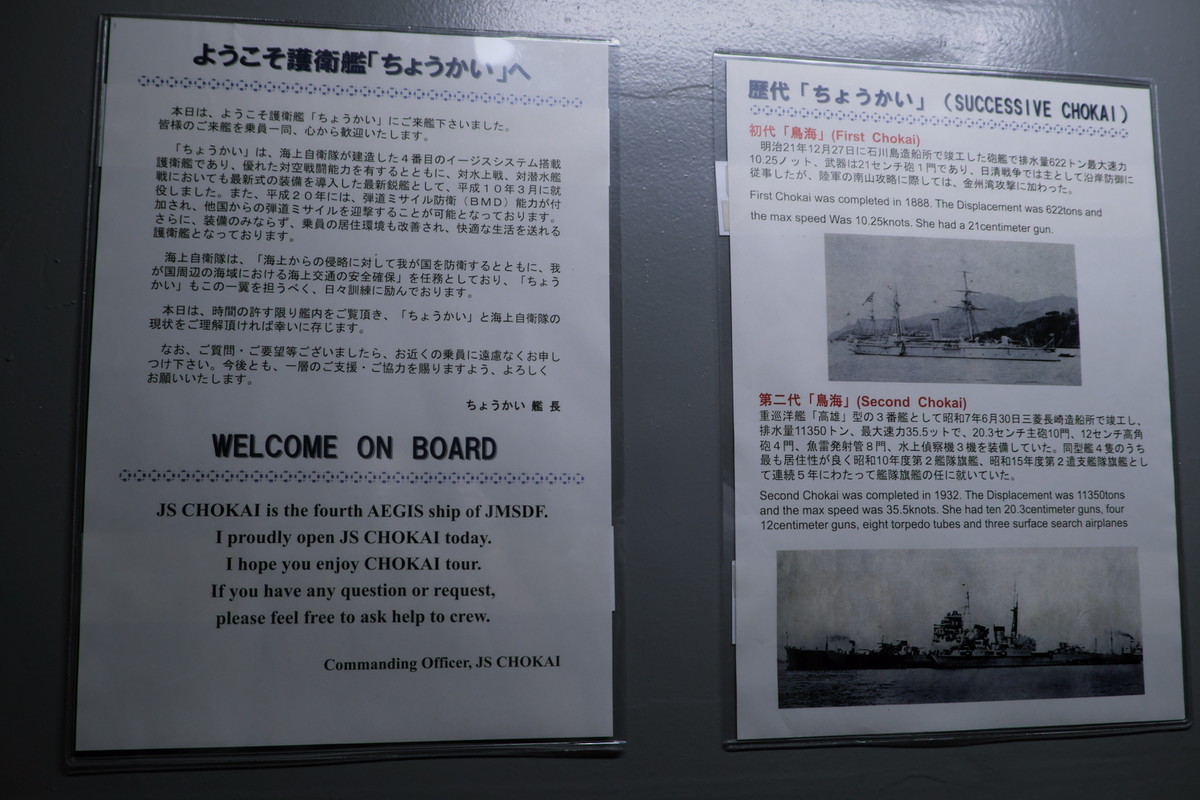 ようこそ護衛艦「ちょうかい」へ
本日は、ようこそ護衛艦「ちょうかい」にご来艦下さいました。
皆様のご来艦を乗員一同、心から歓迎いたします。
「ちょうかい」は、海上自衛隊が建造した4番目のイージスシステム搭載
護衛艦であり、優れた対空戦闘能力を有するとともに、対水上戦、対潜水艦
戦においても最新式の装備を導入した最新鋭艦として、平成10年3月に就
役しました。また、平成20年には、弾道ミサイル防衛(BMD)能力が付
加され、他国からの弾道ミサイルを迎撃することが可能となっております。
さらに、装備のみならず、乗員の居住環境も改善され、快適な生活を送れる
護衛艦となっております。
海上自衛隊は、「海上からの侵略に対して我が国を防衛するとともに、我
が国周辺の海域における海上交通の安全確保」を任務としており、「ちょう
かい」もこの一翼を担うべく、日々訓練に励んでおります。
本日は、時間の許す限り艦内をご覧頂き、「ちょうかい」と海上自衛隊の
現状をご理解頂ければ幸いに存じます。
なお、ご質問・ご要望等ございましたら、お近くの乗員に遠慮なくお申し
つけ下さい。今後とも、一層のご支援・ご協力を賜りますよう、よろしく
お願いいたします。
ちょうかい 艦 長
WELCOME ON BOARD
JS CHOKAI is the fourth AEGIS ship of JMSDF.
I proudly open JS CHOKAI today.
I hope you enjoy CHOKAI tour.
If you have any question or request,
please feel free to ask help to crew.
Commanding Officer, JS CHOKAI
歴代「ちょうかい」(SUCCESSIVE CHOKAI)
初代「鳥海」(First Chokai)
明治21年12月27日に石川島造船所で竣工した砲艦で排水量622トン最大速力
10.25ノット、武器は21センチ砲1門であり、日清戦争では主として沿岸防御に
従事したが、陸軍の南山攻略に際しては、金州湾攻撃に加わった。
First Chokai was completed in 1888. The Displacement was 622tons and
the max speed Was 10.25knots. She had a 21centimeter gun.
第二代「鳥海」(Second Chokai)
重巡洋艦「高雄」型の3番艦として昭和7年6月30日三菱長崎造船所で竣工し、
排水量11350トン、最大速力35.5ットで、20.3センチ主砲10門、12センチ高角
砲4門、魚雷発射管8門、水上偵察機3機を装備していた。同型艦4隻のうち
最も居住性が良く昭和10年度第2艦隊旗艦、昭和15年度第2遣支艦隊旗艦とし
て連続5年にわたって艦隊旗艦の任に就いていた。
Second Chokai was completed in 1932. The Displacement was 11350tons
and the max speed was 35.5knots. She had ten 20.3centimeter guns, four
12centimeter guns, eight torpedo tubes and three surface search airplanes